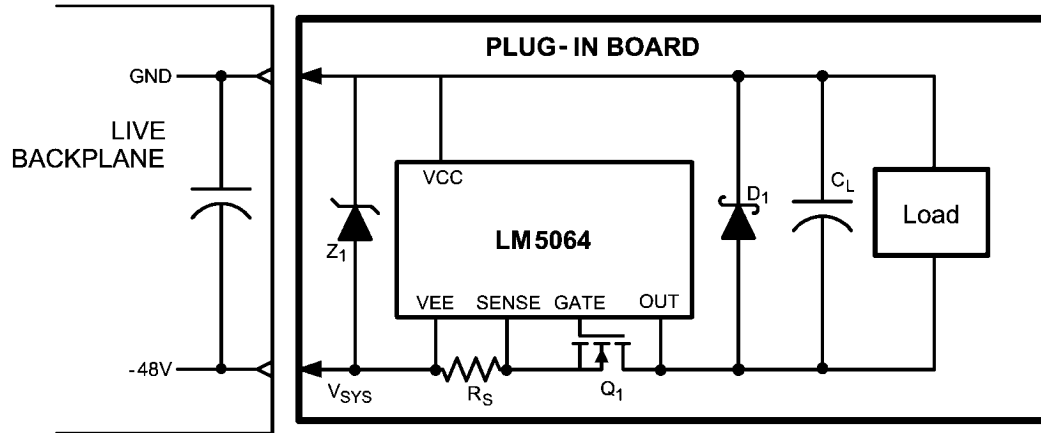 PLUG-IN BOARD
GND
LIVE
BACKPLANE
VCC
LM5064
Z1
D1
CL
Load
VEE SENSE GATE OUT
-48V
VSYS
RS
Q1